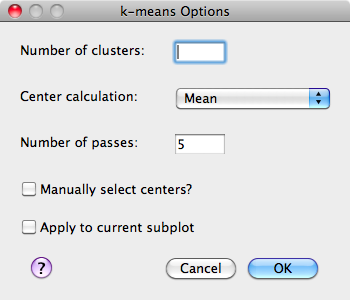 k-means Options
Number of clusters:
Center calculation: Mean
Number of passes: 5
Manually select centers?
Apply to current subplot
? Cancel OK